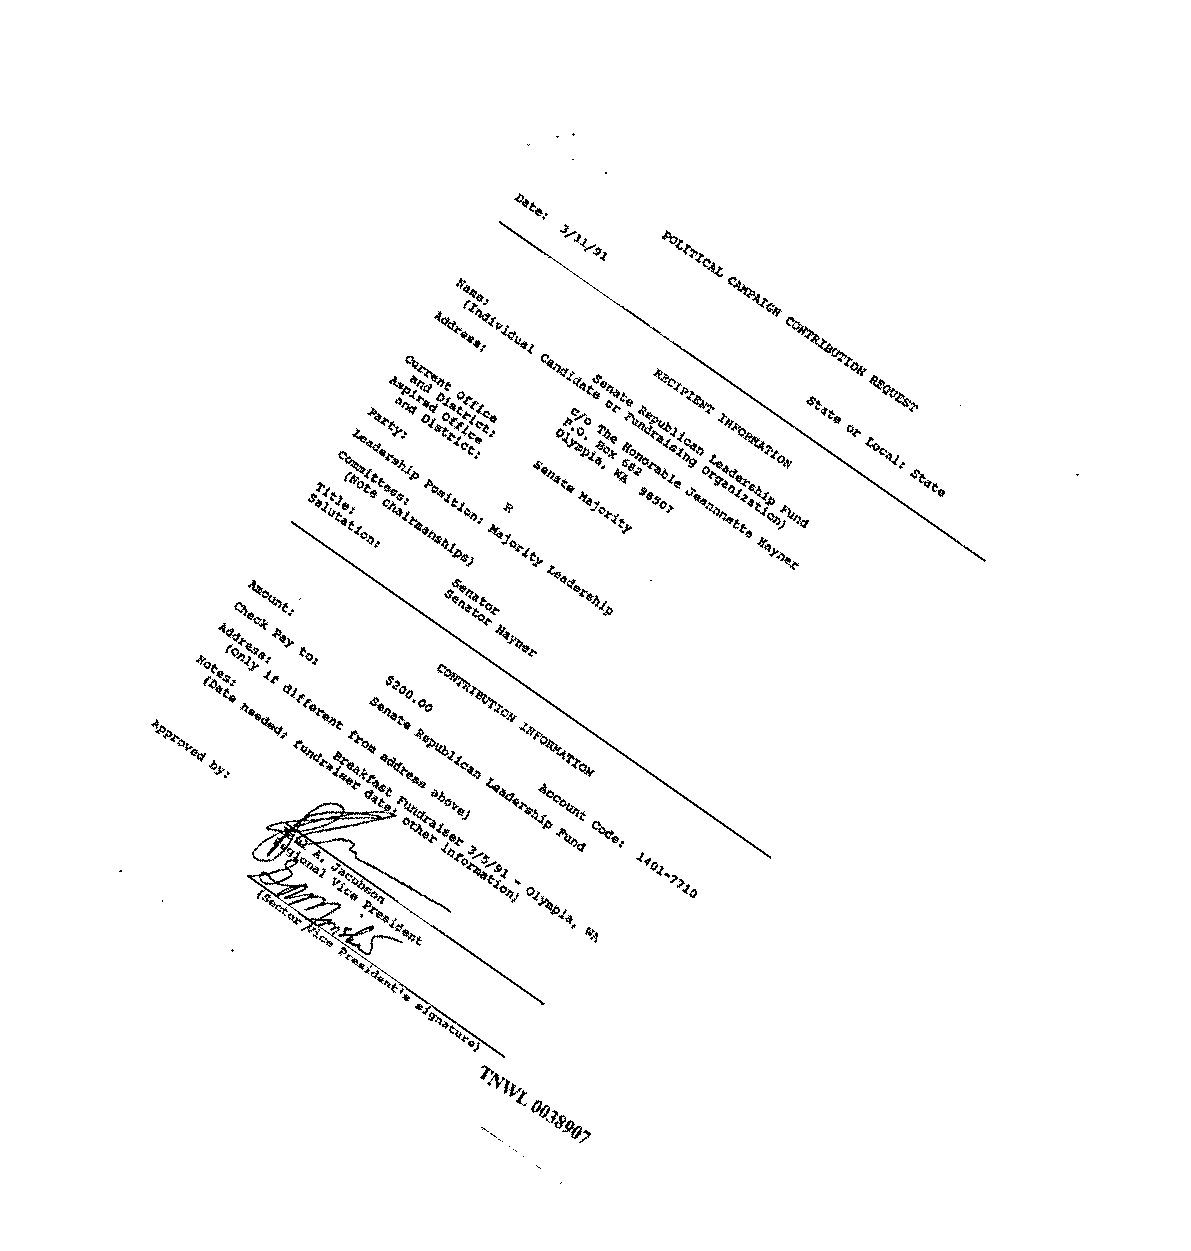 POLITICAL CAMPAIGN CONTRIBUTION REQUEST
Date: 3/11/91 State or Local: State
RECIPIENT INFORMATION
Name: Senate Republican Leadership Fund
(Individual Candidate or Fundraising Organization)
Address: c/o The Honorable Jeannnette Hayner
P.O. Box 682
Olympia, WA 98507
Current Office
and District: Senate Majority
Aspired Office
and District:
Party: R
Leadership Position: Majority Leadership
Committees:
(Note Chairmanships)
Title: Senator
Salutation: Senator Hayner
CONTRIBUTION INFORMATION
Amount: $200.00 Account Code: 1401-7710
Check Pay to: Senate Republican Leadership Fund
Address:
(Only if different from address above)
Notes: Breakfast Fundraiser 3/5/91 - Olympia, WA
(Date needed; fundraiser date; other information)
Approved by:
A. Jacobson
Regional Vice President
(Sector Vice President's signature)
TNWL 0038907